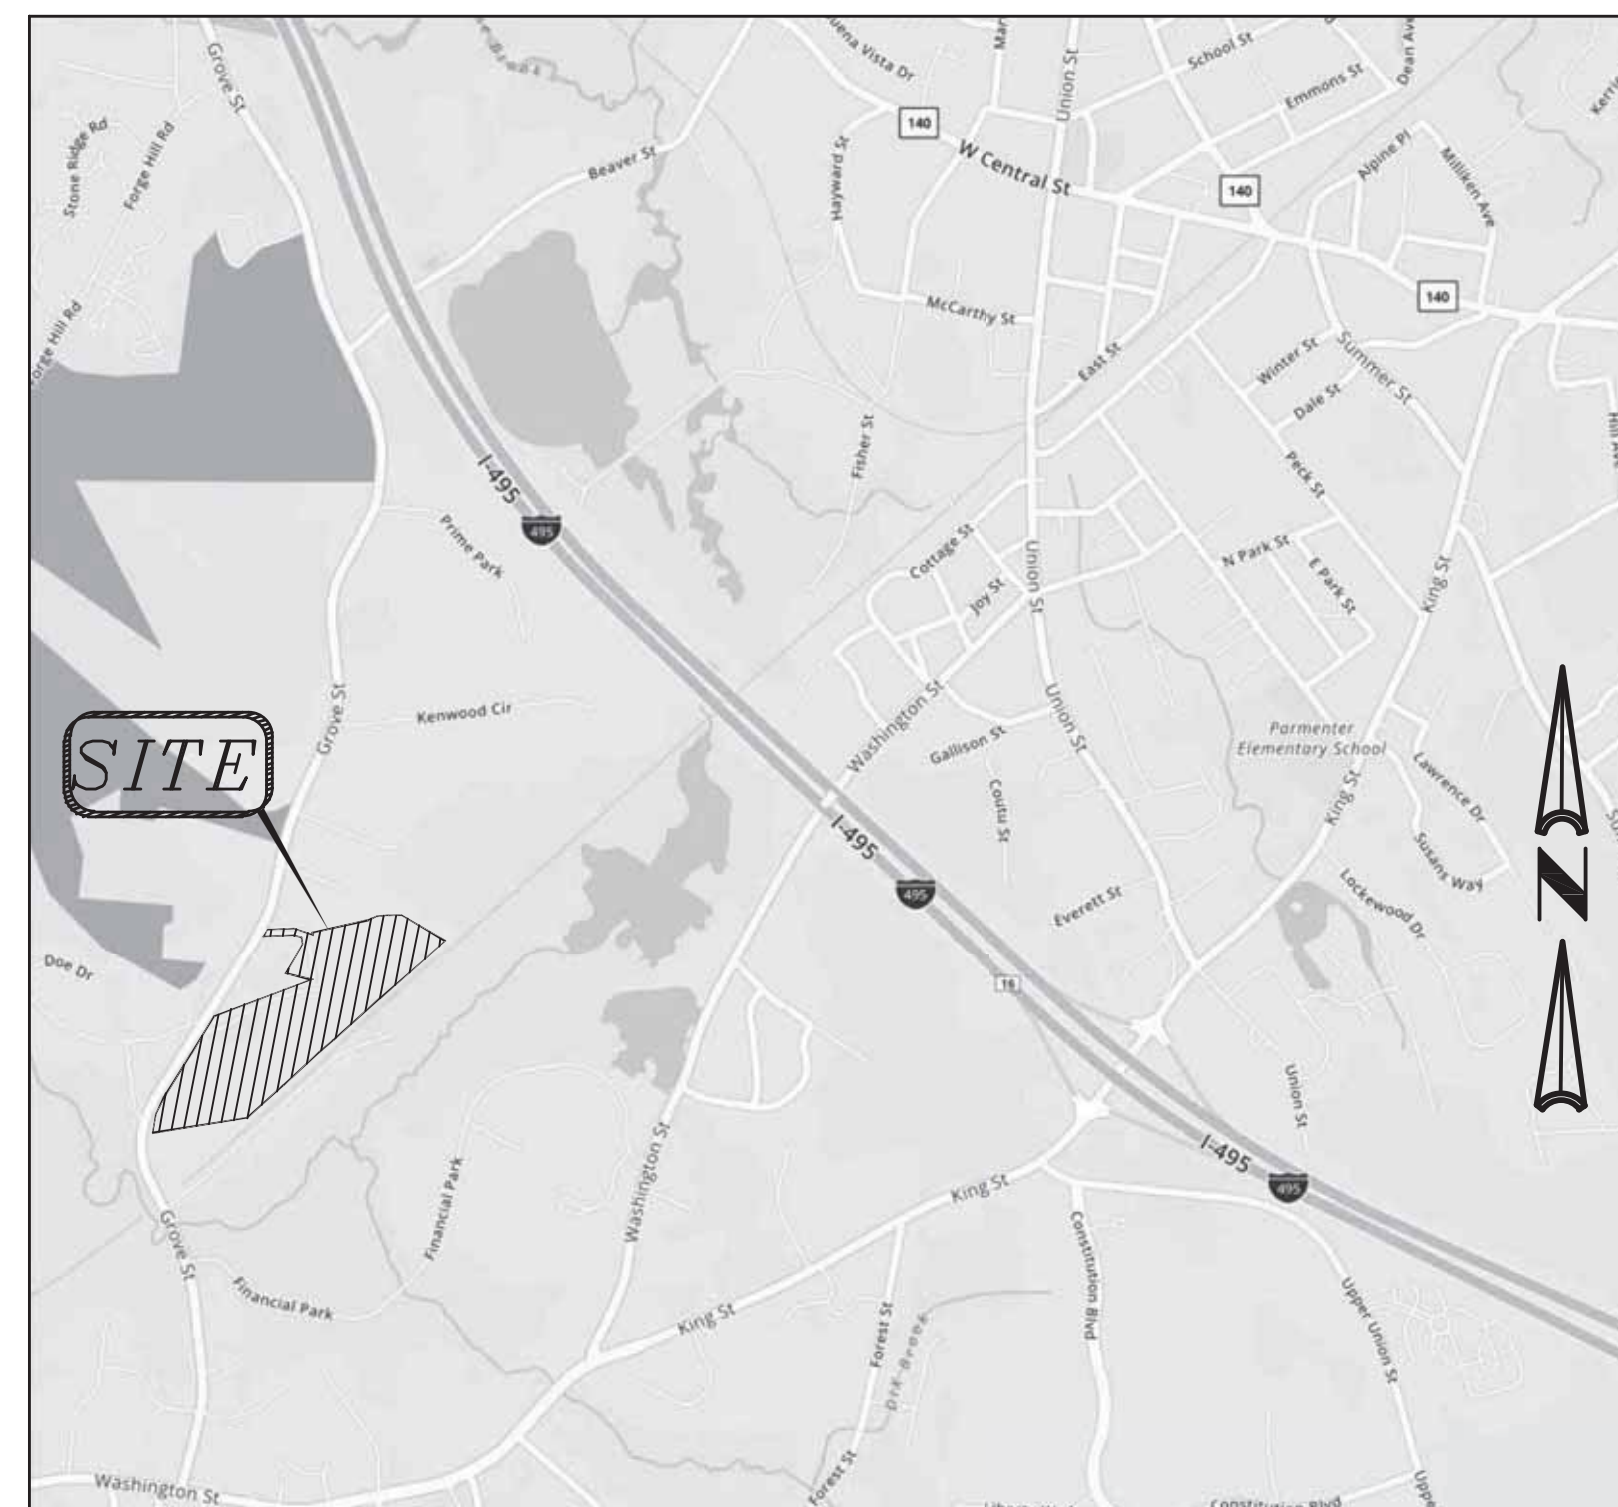 Grove St
School St
Union St
Dean Av
Emmons St
140
W Central St
140
Stone Ridge Rd
Forge Hill Rd
Beaver St
Hayward St
Alpine Pl
Milliken Ave
Forge Hill Rd
McCarthy St
140
East St
Winter St
Summer St
Dale St
Fisher St
I-495
495
Peck St
Prime Park
Cottage St
Joy St
Union St
N Park St
E Park St
King St
Grove St
Kenwood Cir
Washington St
Gallison St
Union St
Parmenter
Elementary School
SITE
Coutu St
I-495
495
King St
Lawrence Dr
Susans Way
Lockewood Dr
Everett St
N
Doe Dr
16
Union St
I-495
495
Washington St
Financial Park
King St
Grove St
Financial Park
Constitution Blvd
King St
Forest St
DIX Brook
Upper Union St
Forest St
Washington St
Constitution Blvd
Uppe